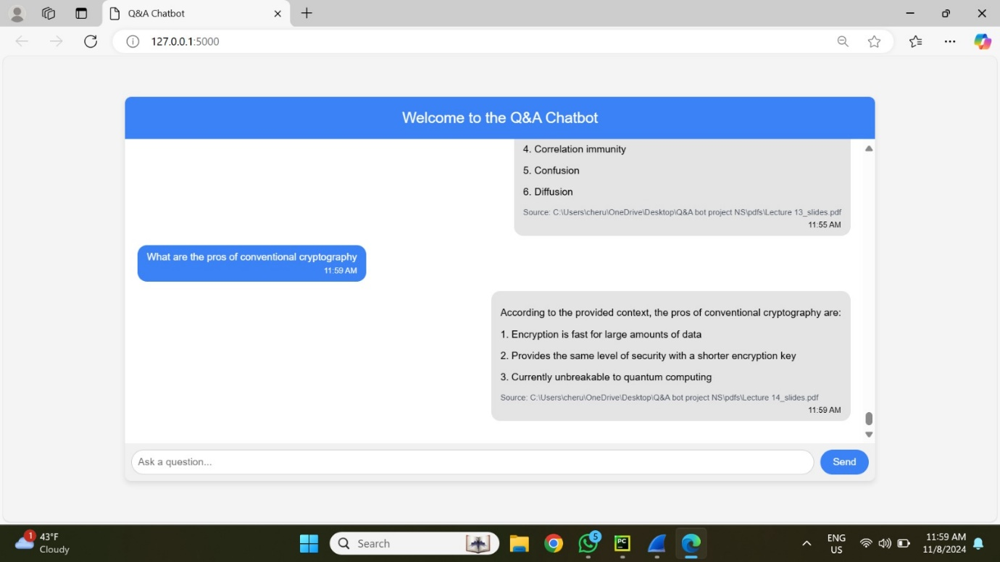 Q&A Chatbot
127.0.0.1:5000
Welcome to the Q&A Chatbot
4. Correlation immunity
5. Confusion
6. Diffusion
Source: C:\Users\cheru\OneDrive\Desktop\Q&A bot project NS\pdfs\Lecture 13_slides.pdf
11:55 AM
What are the pros of conventional cryptography
11:59 AM
According to the provided context, the pros of conventional cryptography are:
1. Encryption is fast for large amounts of data
2. Provides the same level of security with a shorter encryption key
3. Currently unbreakable to quantum computing
Source: C:\Users\cheru\OneDrive\Desktop\Q&A bot project NS\pdfs\Lecture 14_slides.pdf
11:59 AM
Ask a question...
Send
1
43°F
Cloudy
Search
5
PC
ENG
US
11:59 AM
11/8/2024